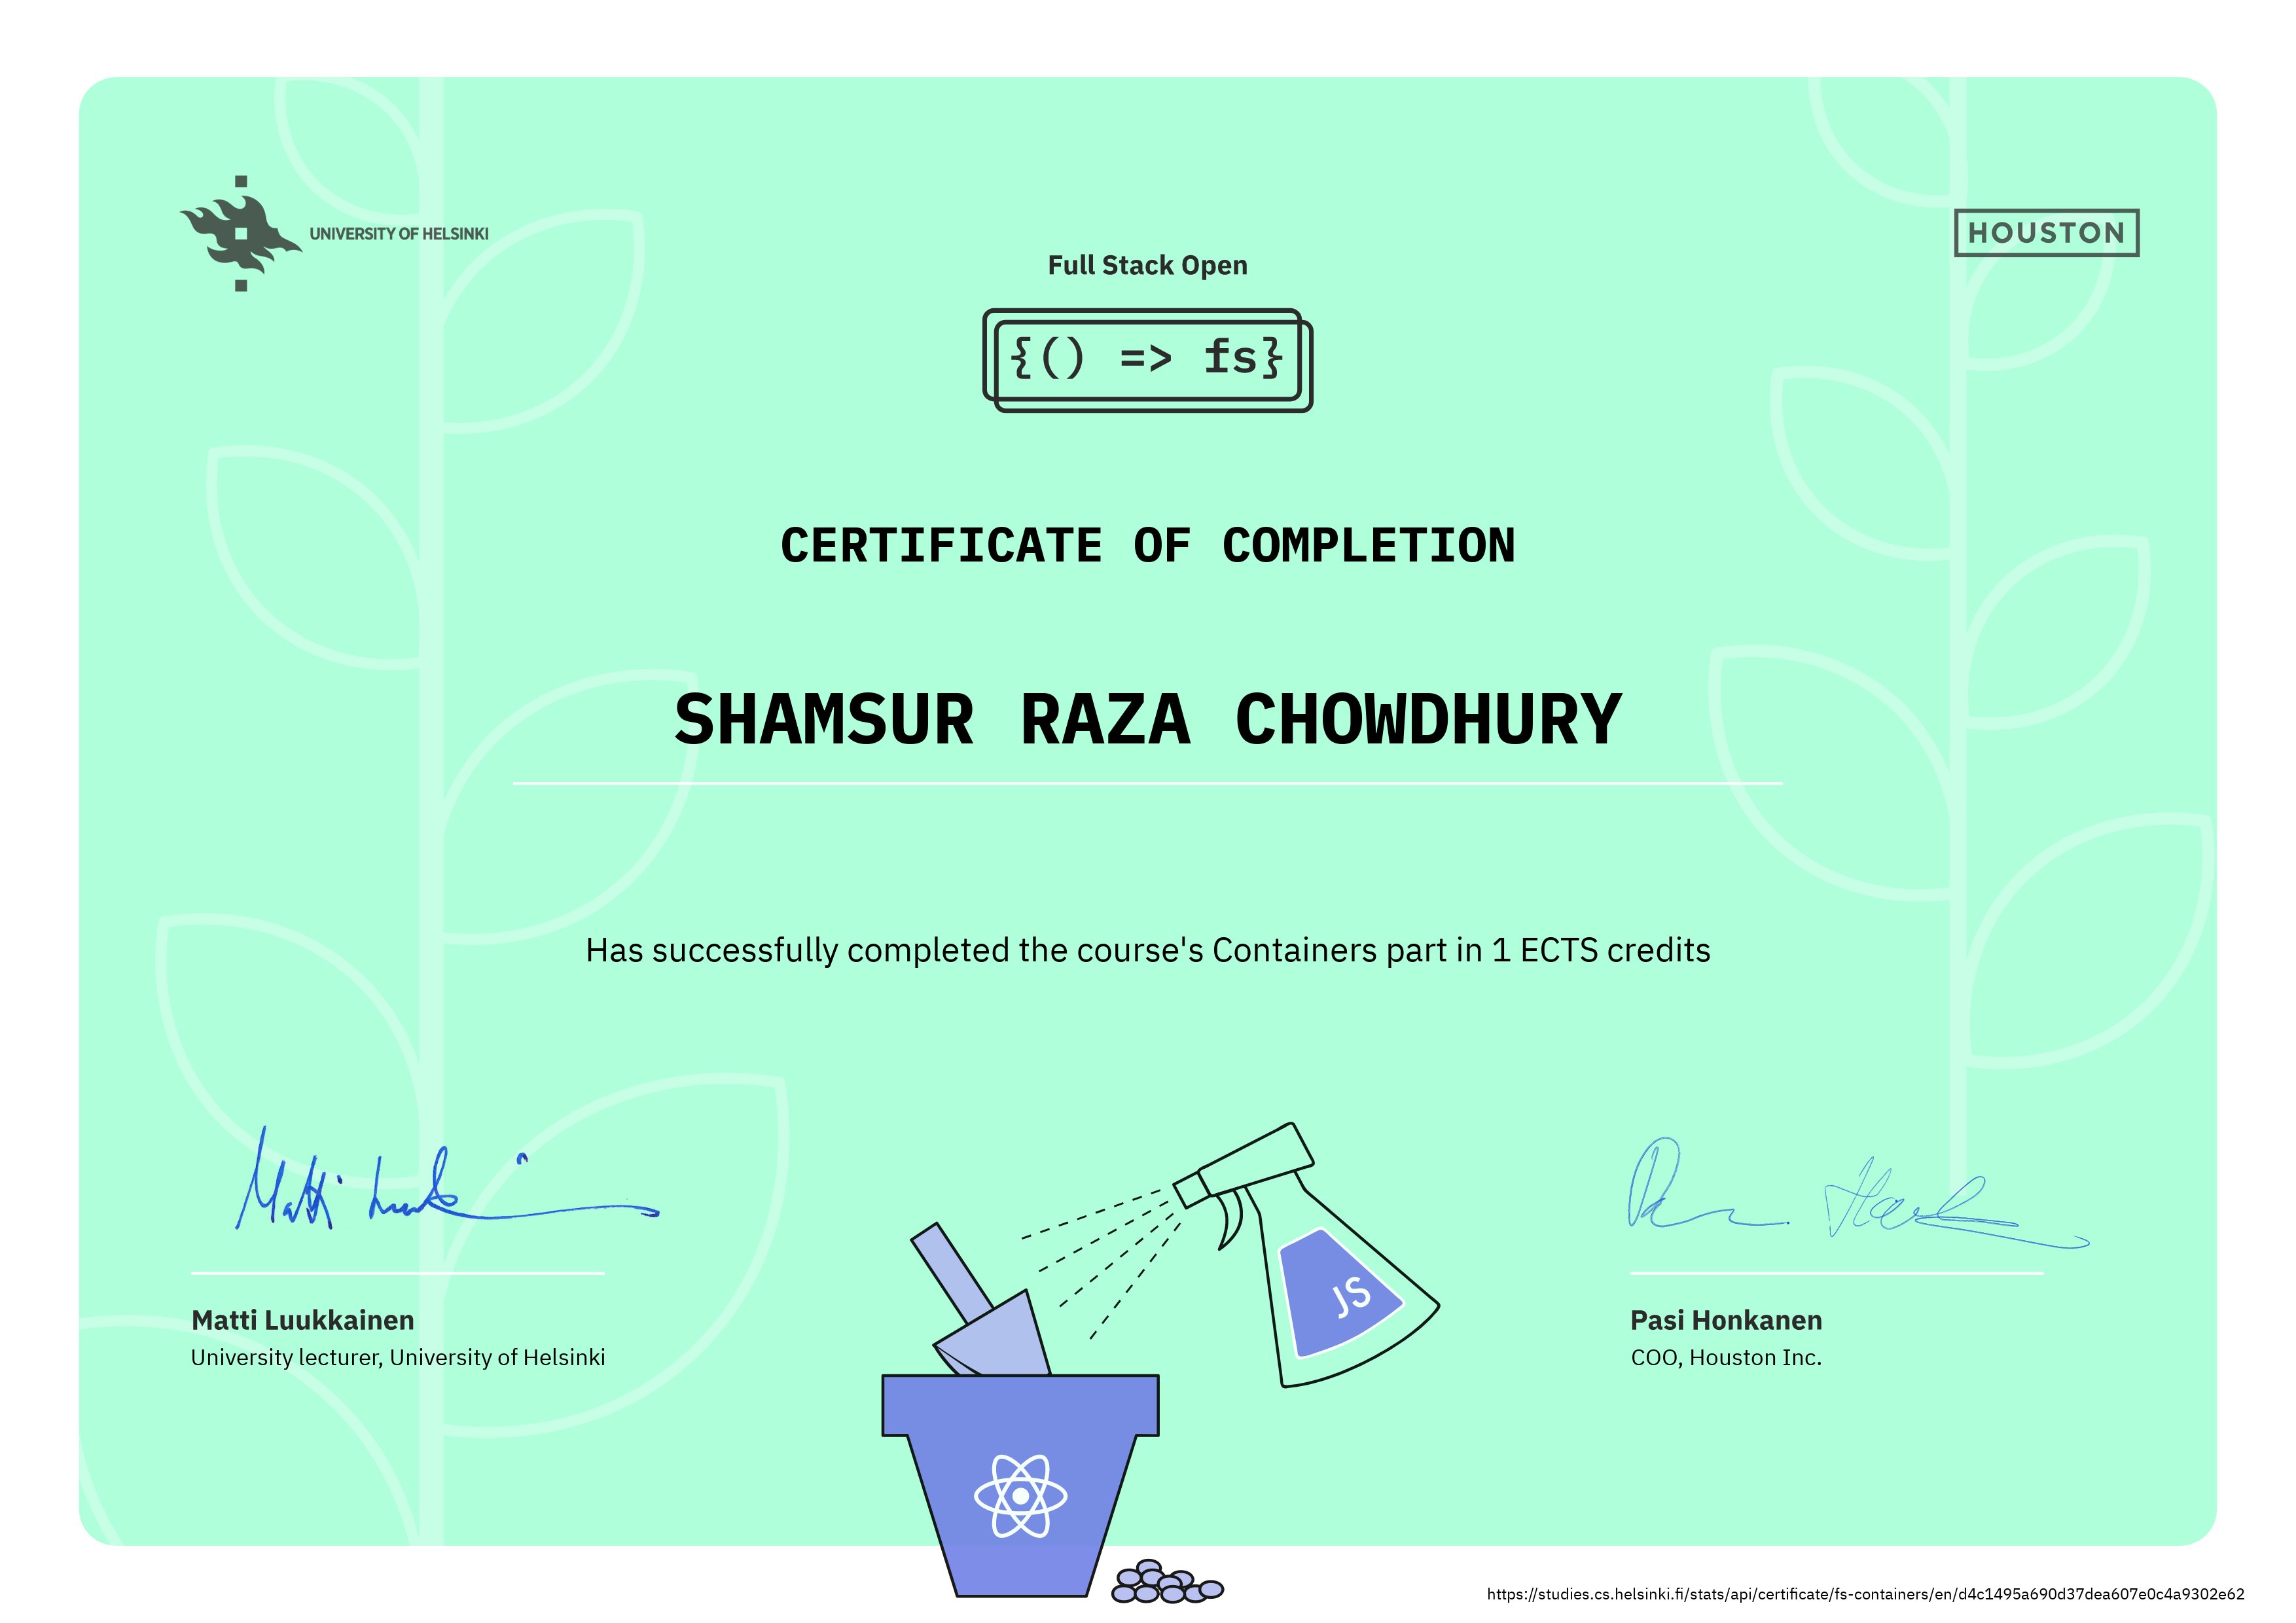 UNIVERSITY OF HELSINKI
HOUSTON
Full Stack Open
{() => fs}
CERTIFICATE OF COMPLETION
SHAMSUR RAZA CHOWDHURY
Has successfully completed the course's Containers part in 1 ECTS credits
JS
Matti Luukkainen
University lecturer, University of Helsinki
Pasi Honkanen
COO, Houston Inc.
https://studies.cs.helsinki.fi/stats/api/certificate/fs-containers/en/d4c1495a690d37dea607e0c4a9302e62